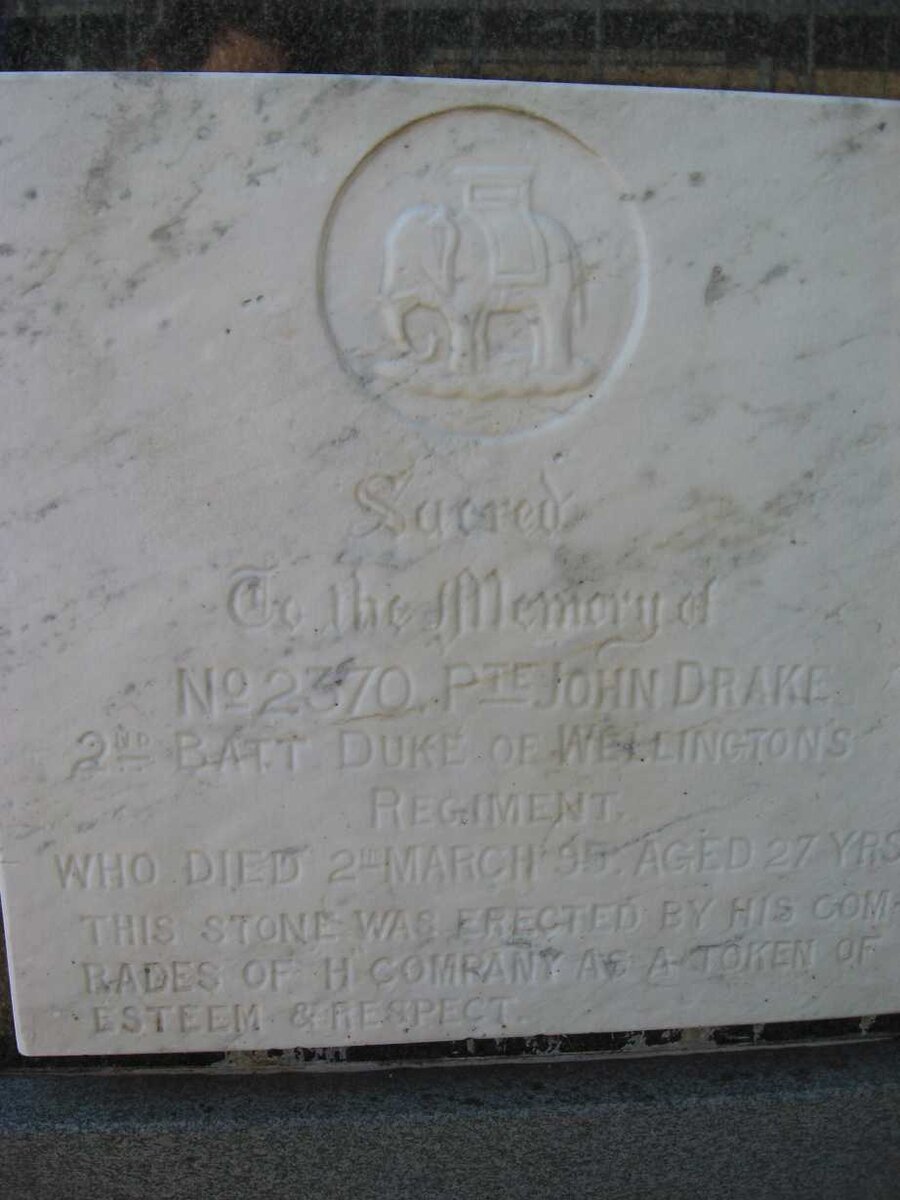 Sacred
To the Memory of
No 2370. PTE JOHN DRAKE
2ND BATT DUKE OF WELLINGTON'S
REGIMENT.
WHO DIED 2ND MARCH '95. AGED 27 YRS
THIS STONE WAS ERECTED BY HIS COM-
RADES OF H COMPANY AS A TOKEN OF
ESTEEM & RESPECT.